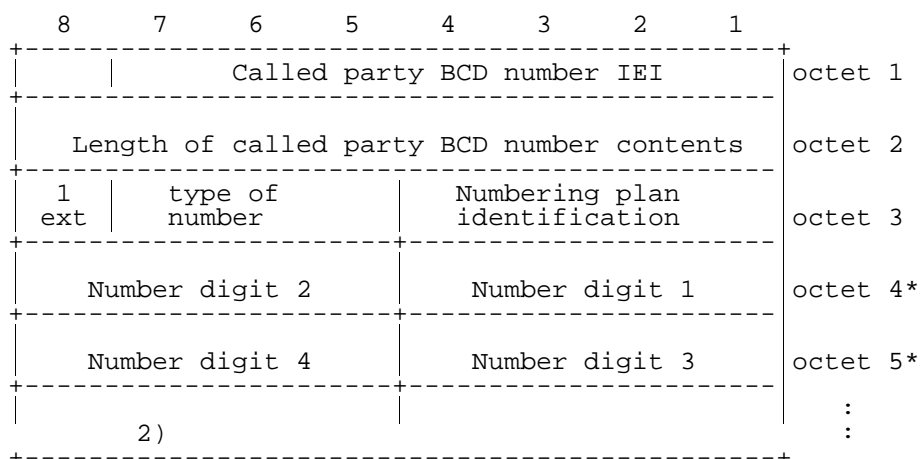 8 7 6 5 4 3 2 1
Called party BCD number IEI octet 1
Length of called party BCD number contents octet 2
1 type of Numbering plan
ext number identification octet 3
Number digit 2 Number digit 1 octet 4*
Number digit 4 Number digit 3 octet 5*
:
2) :